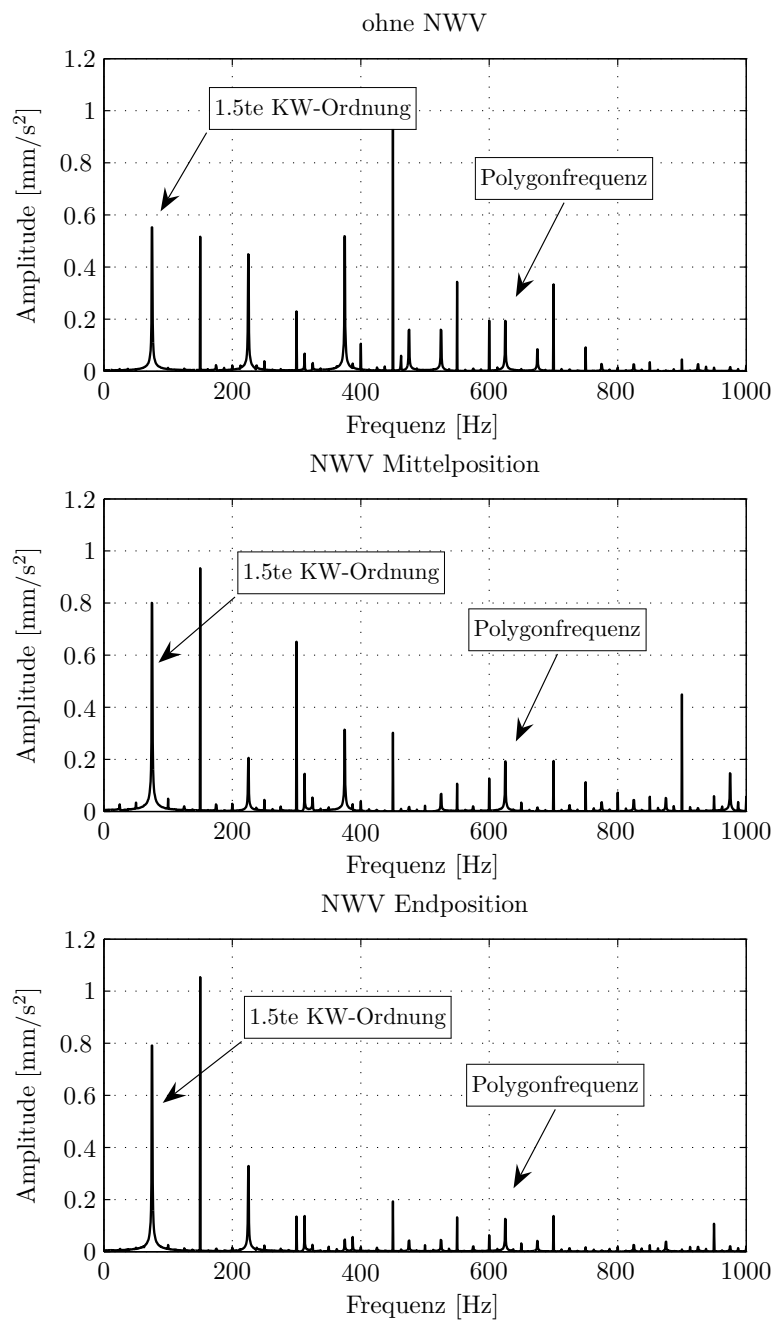 ohne NWV
1.2
1
0.8
0.6
0.4
0.2
0
Amplitude [mm/s²]
1.5te KW-Ordnung
Polygonfrequenz
0 200 400 600 800 1000
Frequenz [Hz]
NWV Mittelposition
1.2
1
0.8
0.6
0.4
0.2
0
Amplitude [mm/s²]
1.5te KW-Ordnung
Polygonfrequenz
0 200 400 600 800 1000
Frequenz [Hz]
NWV Endposition
1.2
1
0.8
0.6
0.4
0.2
0
Amplitude [mm/s²]
1.5te KW-Ordnung
Polygonfrequenz
0 200 400 600 800 1000
Frequenz [Hz]